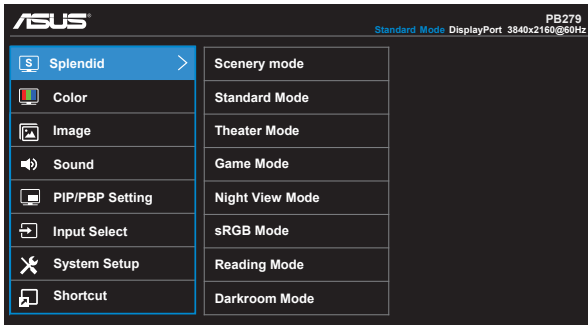 ASUS
PB279
Standard Mode DisplayPort 3840x2160@60Hz
S Splendid
Color
Image
Sound
PIP/PBP Setting
Input Select
System Setup
Shortcut
Scenery mode
Standard Mode
Theater Mode
Game Mode
Night View Mode
sRGB Mode
Reading Mode
Darkroom Mode